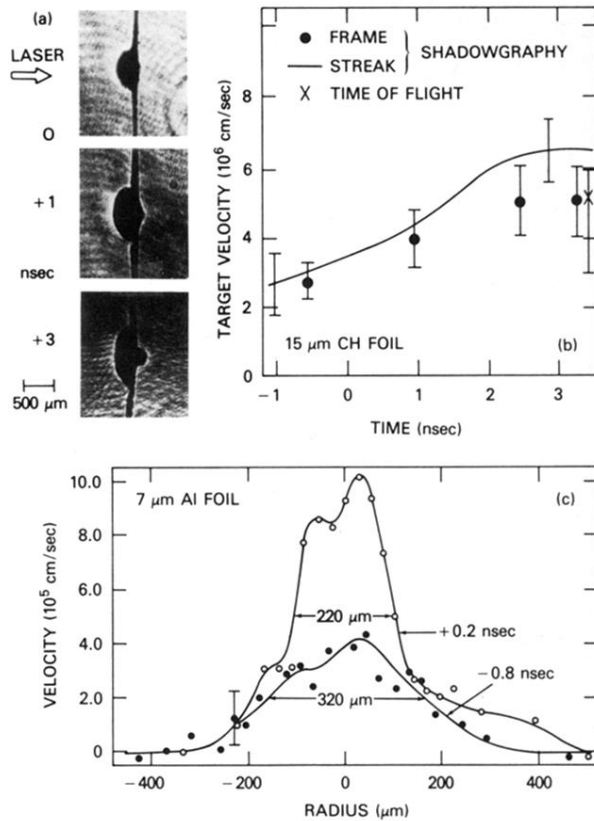 (a)
LASER
0
+1
nsec
+3
500 μm
(b)
FRAME
STREAK
SHADOWGRAPHY
TIME OF FLIGHT
TARGET VELOCITY (10⁶ cm/sec)
8
6
4
2
0
15 μm CH FOIL
−1 0 1 2 3
TIME (nsec)
7 μm Al FOIL
(c)
VELOCITY (10⁵ cm/sec)
10.0
8.0
6.0
4.0
2.0
0
220 μm
+0.2 nsec
−0.8 nsec
320 μm
−400 −200 0 200 400
RADIUS (μm)